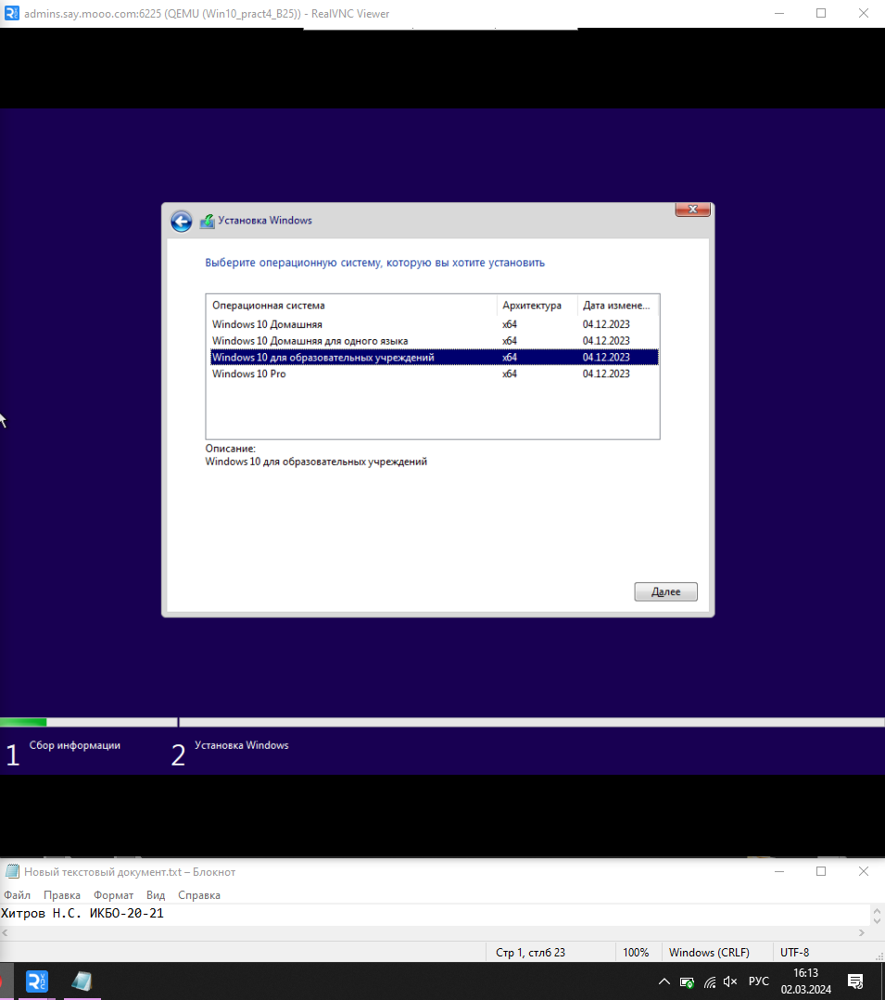 admins.say.mooo.com:6225 (QEMU (Win10_pract4_B25)) - RealVNC Viewer
Установка Windows
Выберите операционную систему, которую вы хотите установить
Операционная система Архитектура Дата измене...
Windows 10 Домашняя x64 04.12.2023
Windows 10 Домашняя для одного языка x64 04.12.2023
Windows 10 для образовательных учреждений x64 04.12.2023
Windows 10 Pro x64 04.12.2023
Описание:
Windows 10 для образовательных учреждений
Далее
1 Сбор информации 2 Установка Windows
Новый текстовый документ.txt – Блокнот
Файл Правка Формат Вид Справка
Хитров Н.С. ИКБО-20-21
Стр 1, стлб 23 100% Windows (CRLF) UTF-8
РУС 16:13
02.03.2024